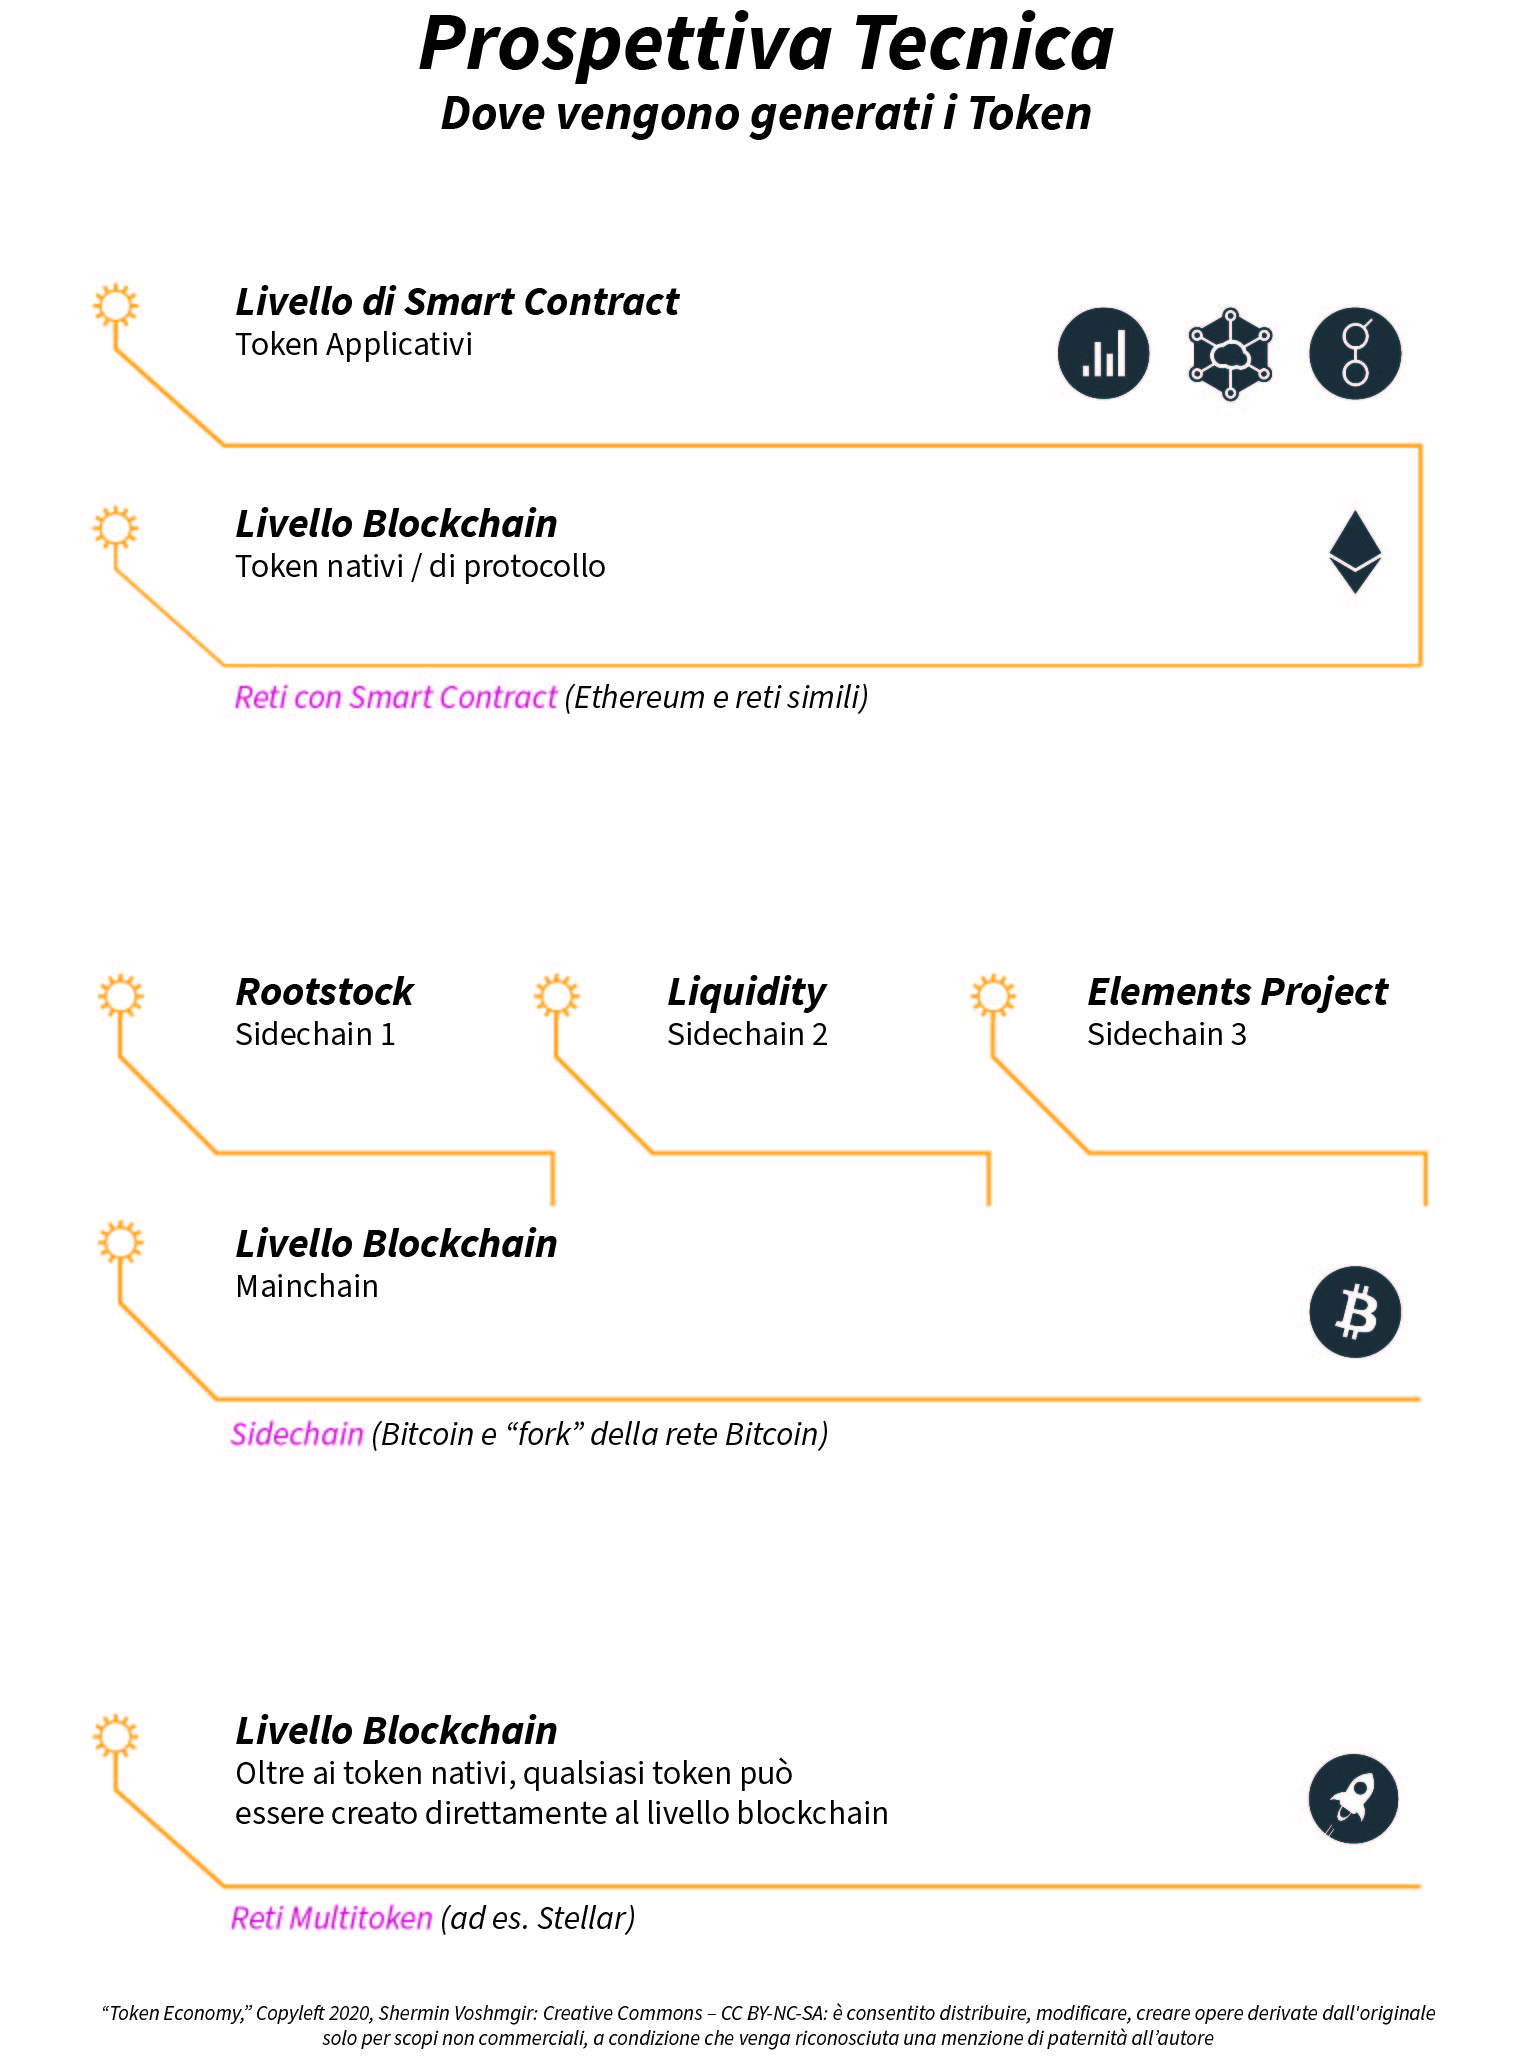 Prospettiva Tecnica
Dove vengono generati i Token
Livello di Smart Contract
Token Applicativi
Livello Blockchain
Token nativi / di protocollo
Reti con Smart Contract (Ethereum e reti simili)
Rootstock
Sidechain 1
Liquidity
Sidechain 2
Elements Project
Sidechain 3
Livello Blockchain
Mainchain
Sidechain (Bitcoin e “fork” della rete Bitcoin)
Livello Blockchain
Oltre ai token nativi, qualsiasi token può
essere creato direttamente al livello blockchain
Reti Multitoken (ad es. Stellar)
“Token Economy,” Copyleft 2020, Shermin Voshmgir: Creative Commons – CC BY-NC-SA: è consentito distribuire, modificare, creare opere derivate dall'originale
solo per scopi non commerciali, a condizione che venga riconosciuta una menzione di paternità all’autore